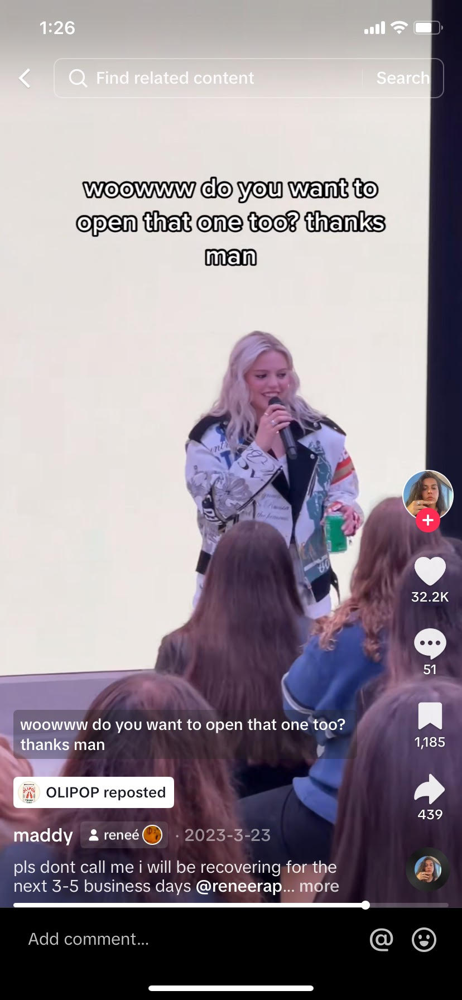 1:26
Find related content
Search
woowww do you want to
open that one too? thanks
man
32.2K
51
woowww do you want to open that one too?
thanks man
1,185
OLIPOP reposted
439
maddy
reneé
· 2023-3-23
pls dont call me i will be recovering for the
next 3-5 business days @reneerap... more
Add comment...
@